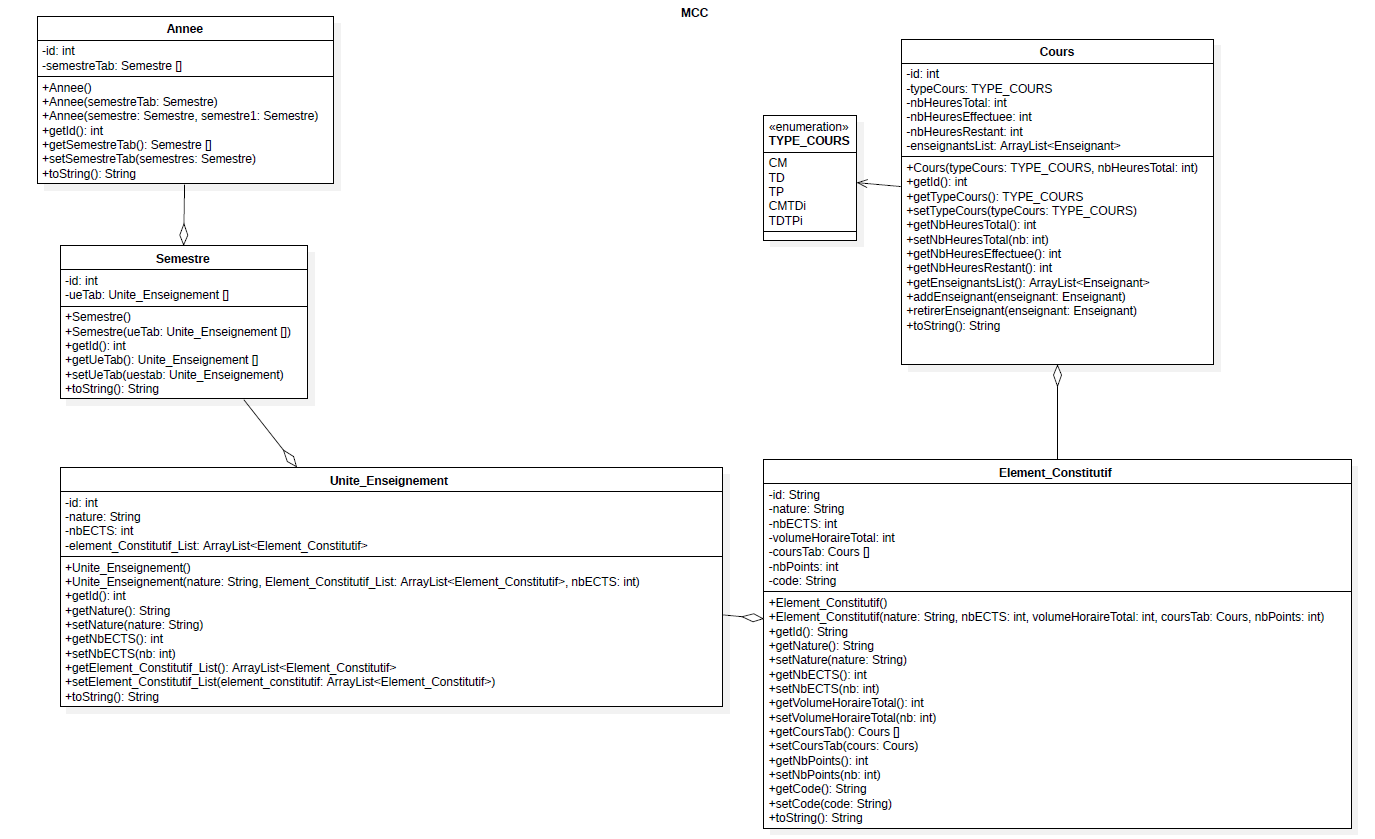 MCC
Annee
-id: int
-semestreTab: Semestre []
+Annee()
+Annee(semestreTab: Semestre)
+Annee(semestre: Semestre, semestre1: Semestre)
+getId(): int
+getSemestreTab(): Semestre []
+setSemestreTab(semestres: Semestre)
+toString(): String
Semestre
-id: int
-ueTab: Unite_Enseignement []
+Semestre()
+Semestre(ueTab: Unite_Enseignement [])
+getId(): int
+getUeTab(): Unite_Enseignement []
+setUeTab(uestab: Unite_Enseignement)
+toString(): String
Unite_Enseignement
-id: int
-nature: String
-nbECTS: int
-element_Constitutif_List: ArrayList<Element_Constitutif>
+Unite_Enseignement()
+Unite_Enseignement(nature: String, Element_Constitutif_List: ArrayList<Element_Constitutif>, nbECTS: int)
+getId(): int
+getNature(): String
+setNature(nature: String)
+getNbECTS(): int
+setNbECTS(nb: int)
+getElement_Constitutif_List(): ArrayList<Element_Constitutif>
+setElement_Constitutif_List(element_constitutif: ArrayList<Element_Constitutif>)
+toString(): String
«enumeration»
TYPE_COURS
CM
TD
TP
CMTDi
TDTPi
Cours
-id: int
-typeCours: TYPE_COURS
-nbHeuresTotal: int
-nbHeuresEffectuee: int
-nbHeuresRestant: int
-enseignantsList: ArrayList<Enseignant>
+Cours(typeCours: TYPE_COURS, nbHeuresTotal: int)
+getId(): int
+getTypeCours(): TYPE_COURS
+setTypeCours(typeCours: TYPE_COURS)
+getNbHeuresTotal(): int
+setNbHeuresTotal(nb: int)
+getNbHeuresEffectuee(): int
+getNbHeuresRestant(): int
+getEnseignantsList(): ArrayList<Enseignant>
+addEnseignant(enseignant: Enseignant)
+retirerEnseignant(enseignant: Enseignant)
+toString(): String
Element_Constitutif
-id: String
-nature: String
-nbECTS: int
-volumeHoraireTotal: int
-coursTab: Cours []
-nbPoints: int
-code: String
+Element_Constitutif()
+Element_Constitutif(nature: String, nbECTS: int, volumeHoraireTotal: int, coursTab: Cours, nbPoints: int)
+getId(): String
+getNature(): String
+setNature(nature: String)
+getNbECTS(): int
+setNbECTS(nb: int)
+getVolumeHoraireTotal(): int
+setVolumeHoraireTotal(nb: int)
+getCoursTab(): Cours []
+setCoursTab(cours: Cours)
+getNbPoints(): int
+setNbPoints(nb: int)
+getCode(): String
+setCode(code: String)
+toString(): String